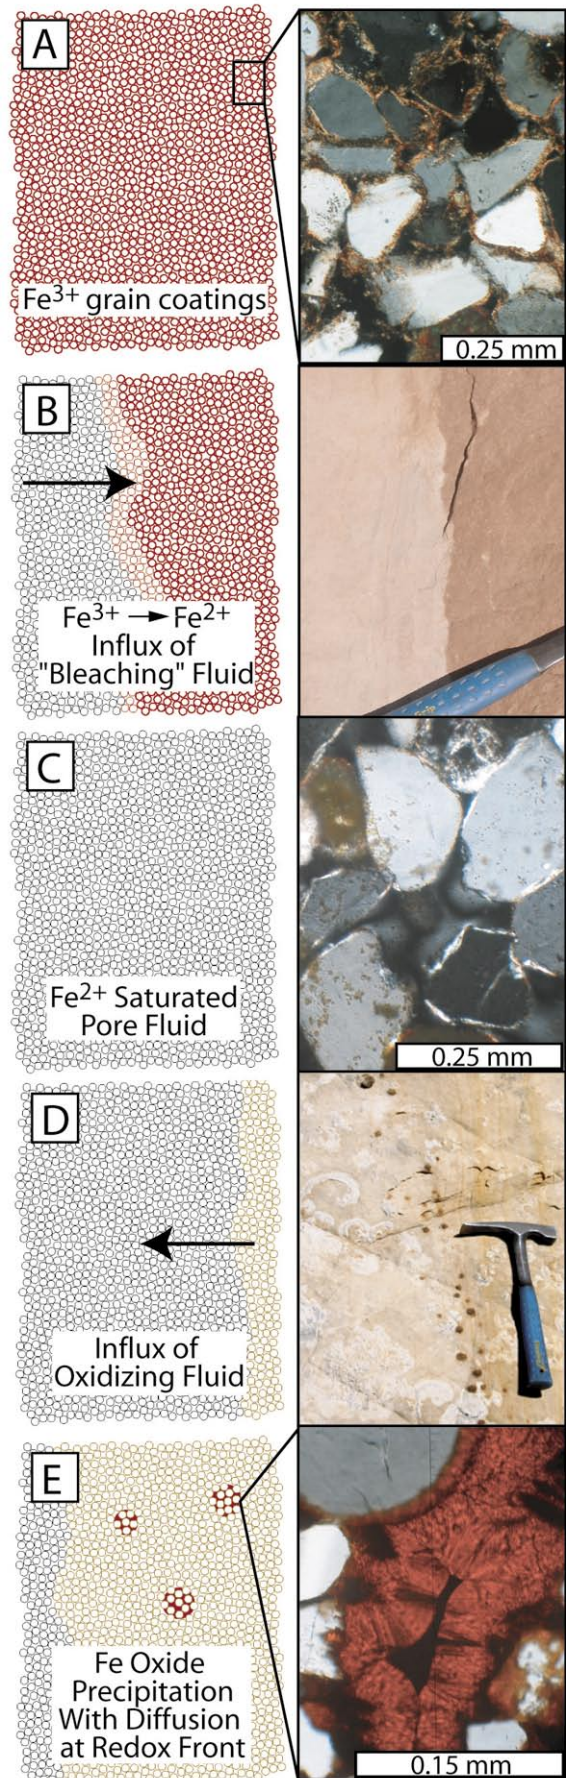 A
Fe³⁺ grain coatings
0.25 mm
B
Fe³⁺ → Fe²⁺
Influx of
"Bleaching" Fluid
C
Fe²⁺ Saturated
Pore Fluid
0.25 mm
D
Influx of
Oxidizing Fluid
E
Fe Oxide
Precipitation
With Diffusion
at Redox Front
0.15 mm